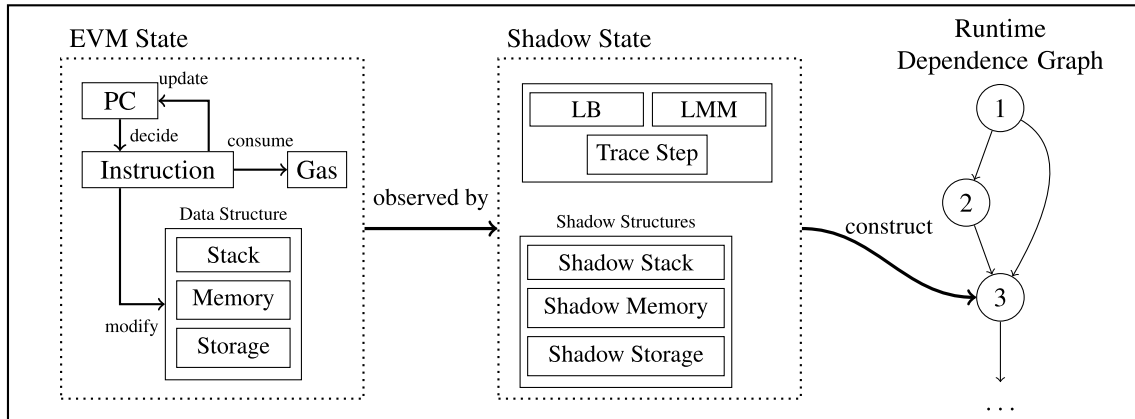 EVM State
PC
update
decide
consume
Instruction
Gas
Data Structure
Stack
Memory
modify
Storage
observed by
Shadow State
LB
LMM
Trace Step
Shadow Structures
Shadow Stack
Shadow Memory
Shadow Storage
construct
Runtime
Dependence Graph
1
2
3
...